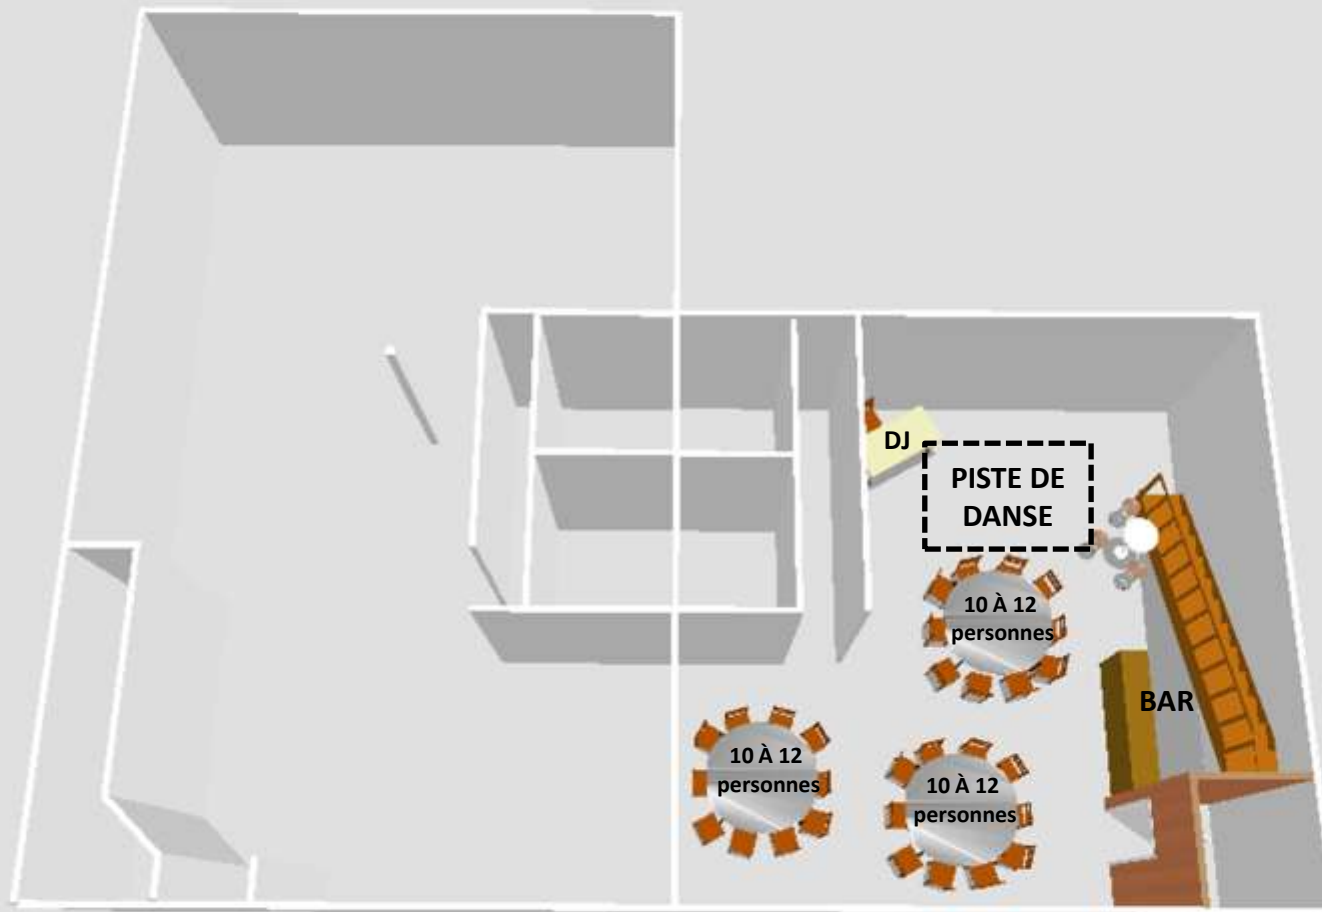 DJ
PISTE DE
DANSE
10 À 12
personnes
BAR
10 À 12
personnes
10 À 12
personnes